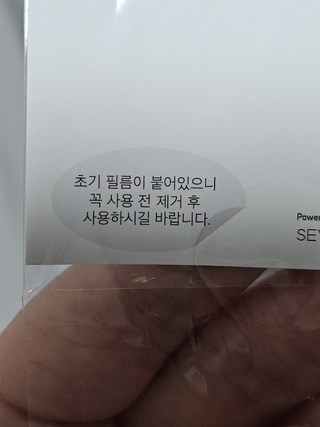 초기 필름이 붙어있으니
꼭 사용 전 제거 후
사용하시길 바랍니다.
Power
SEV